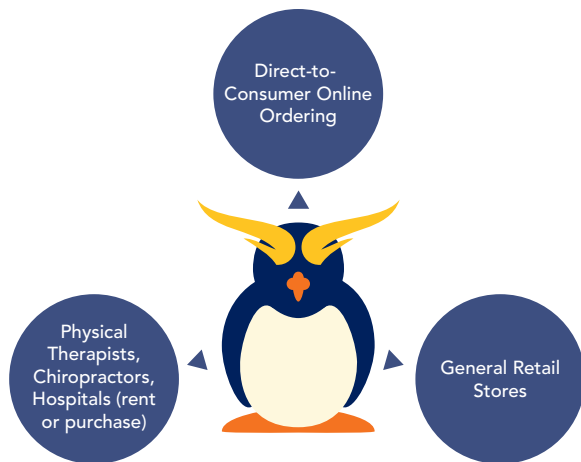 Direct-to-
Consumer Online
Ordering
Physical
Therapists,
Chiropractors,
Hospitals (rent
or purchase)
General Retail
Stores